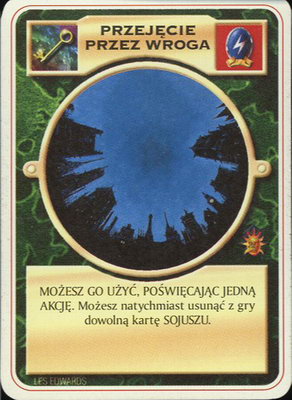 PRZEJĘCIE
PRZEZ WROGA
MOŻESZ GO UŻYĆ, POŚWIĘCAJĄC JEDNĄ
AKCJĘ. Możesz natychmiast usunąć z gry
dowolną kartę SOJUSZU.
LES EDWARDS